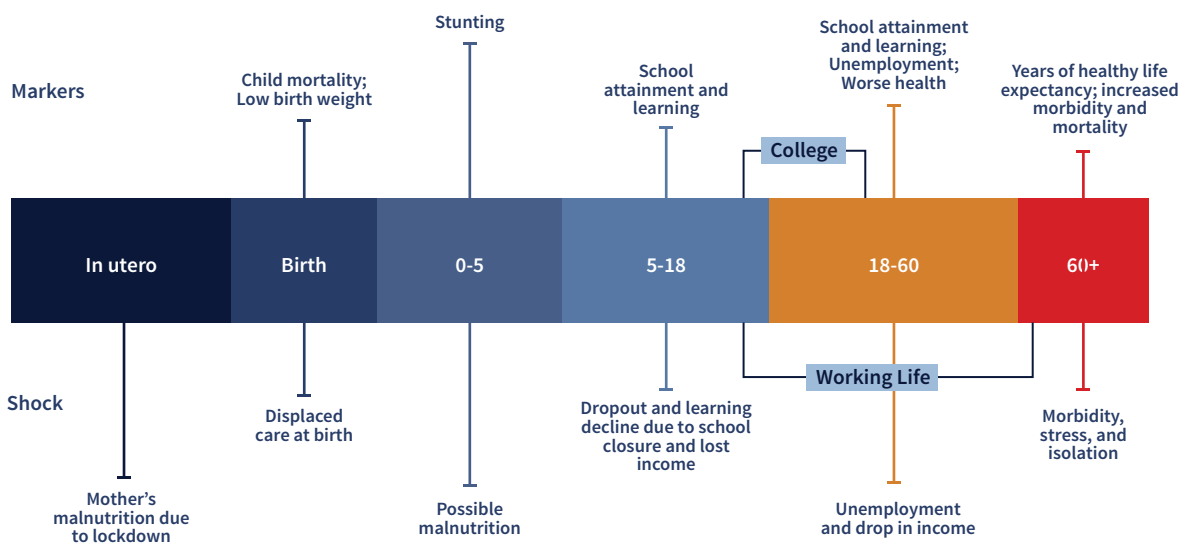 Markers
Child mortality;
Low birth weight
Stunting
School
attainment and
learning
School attainment
and learning;
Unemployment;
Worse health
Years of healthy life
expectancy; increased
morbidity and
mortality
College
In utero
Birth
0-5
5-18
18-60
60+
Working Life
Shock
Mother’s
malnutrition due
to lockdown
Displaced
care at birth
Possible
malnutrition
Dropout and learning
decline due to school
closure and lost
income
Unemployment
and drop in income
Morbidity,
stress, and
isolation